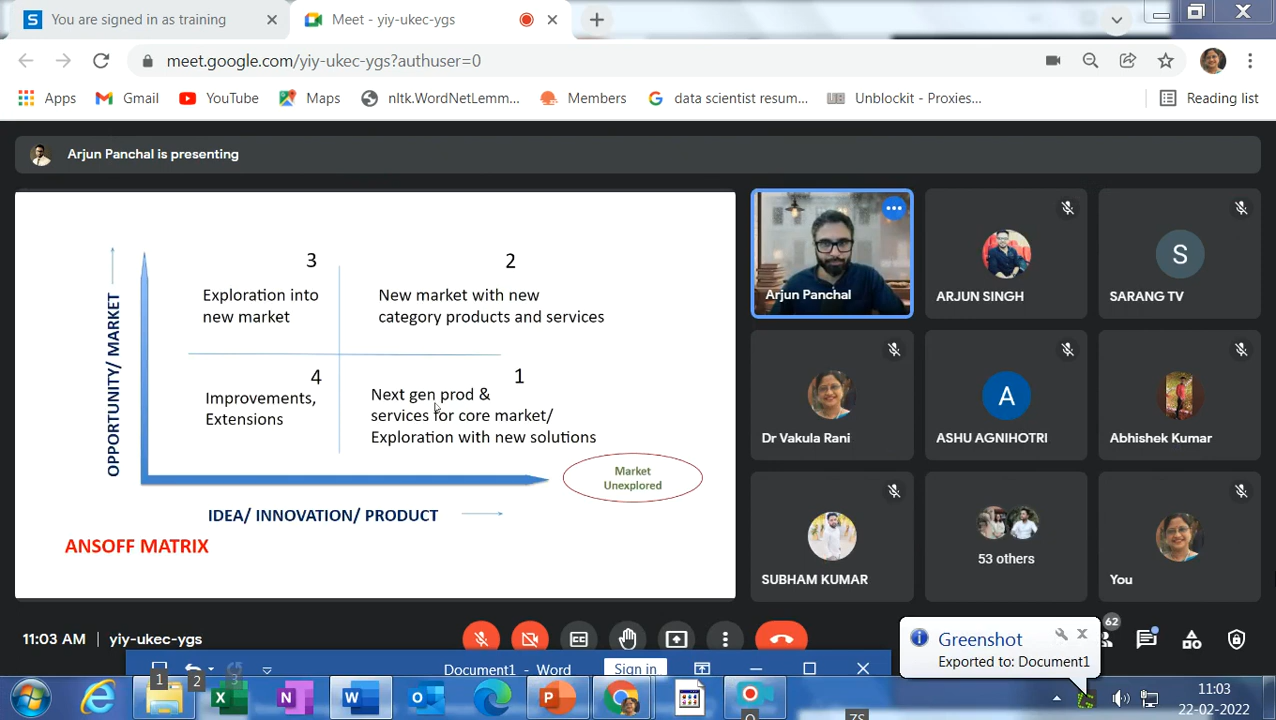 You are signed in as training
Meet - yiy-ukec-ygs
meet.google.com/yiy-ukec-ygs?authuser=0
Apps
Gmail
YouTube
Maps
nltk.WordNetLemm...
Members
data scientist resum...
UB
Unblockit - Proxies...
Reading list
Arjun Panchal is presenting
OPPORTUNITY/ MARKET
3
Exploration into
new market
2
New market with new
category products and services
4
Improvements,
Extensions
1
Next gen prod &
services for core market/
Exploration with new solutions
Market
Unexplored
IDEA/ INNOVATION/ PRODUCT
ANSOFF MATRIX
Arjun Panchal
ARJUN SINGH
S
SARANG TV
Dr Vakula Rani
A
ASHU AGNIHOTRI
Abhishek Kumar
SUBHAM KUMAR
53 others
You
11:03 AM
yiy-ukec-ygs
62
Greenshot
Exported to: Document1
1
2
Document1 - Word
Sign in
11:03
22-02-2022